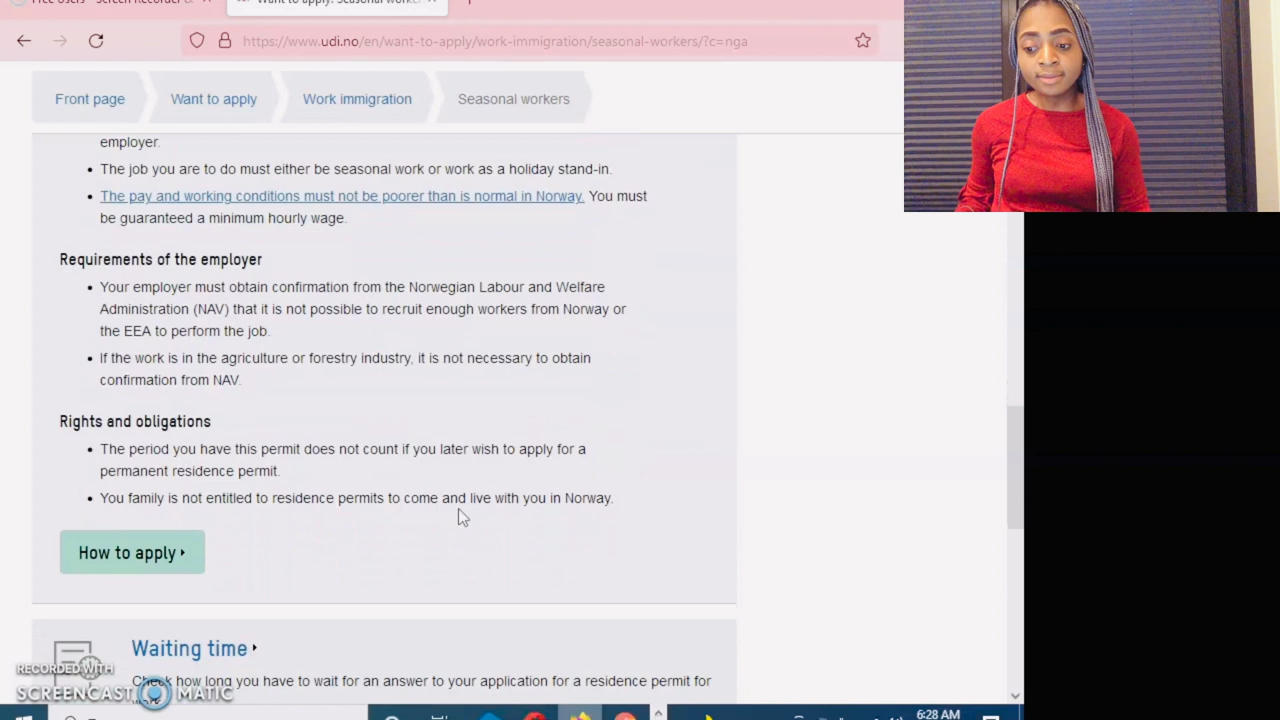 Free Users - Screen Recorder
Want to apply: Seasonal worke
https://www.udi.no/en/want-to-apply/work-immigration/seasonal-workers/?c=nga
Front page
Want to apply
Work immigration
Seasonal workers
employer.
• The job you are to do must either be seasonal work or work as a holiday stand-in.
• The pay and working conditions must not be poorer than is normal in Norway. You must
be guaranteed a minimum hourly wage.
Requirements of the employer
• Your employer must obtain confirmation from the Norwegian Labour and Welfare
Administration (NAV) that it is not possible to recruit enough workers from Norway or
the EEA to perform the job.
• If the work is in the agriculture or forestry industry, it is not necessary to obtain
confirmation from NAV.
Rights and obligations
• The period you have this permit does not count if you later wish to apply for a
permanent residence permit.
• You family is not entitled to residence permits to come and live with you in Norway.
How to apply
Waiting time
Check how long you have to wait for an answer to your application for a residence permit for
RECORDED WITH
SCREENCAST MATIC
6:28 AM